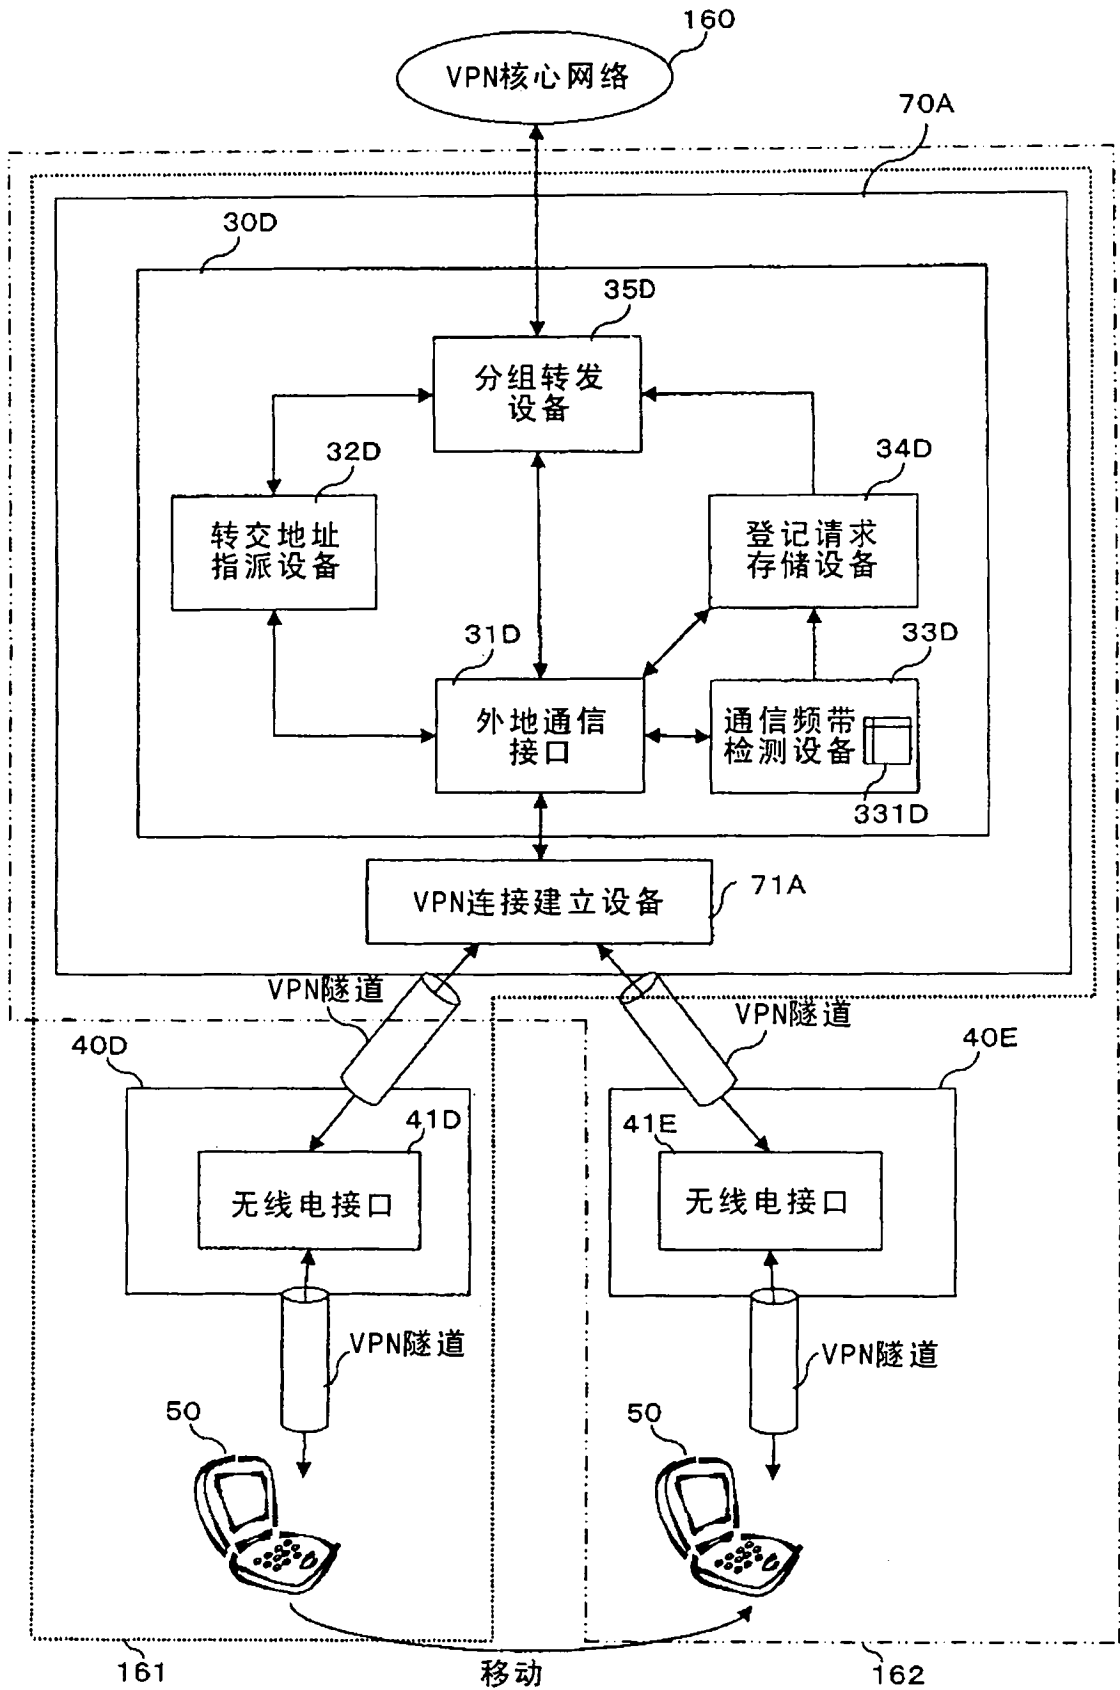 160
VPN核心网络
70A
30D
35D
分组转发
设备
32D
34D
转交地址
指派设备
登记请求
存储设备
31D
33D
外地通信
接口
通信频带
检测设备
331D
71A
VPN连接建立设备
VPN隧道
VPN隧道
40D
40E
41D
41E
无线电接口
无线电接口
VPN隧道
VPN隧道
50
50
161
移动
162